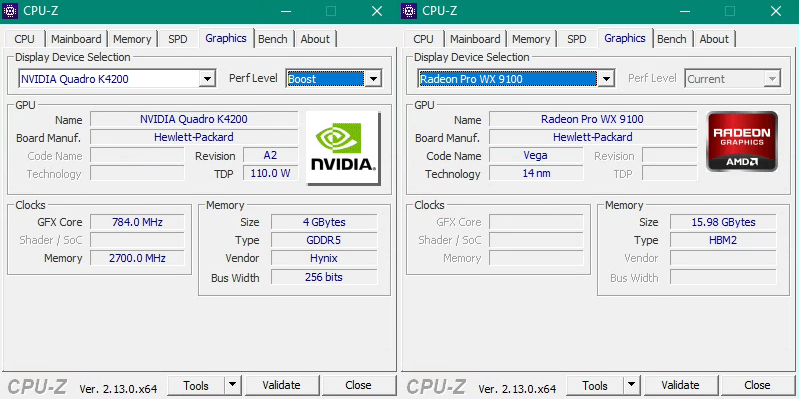 CPU-Z
CPU Mainboard Memory SPD Graphics Bench About
Display Device Selection
NVIDIA Quadro K4200 Perf Level Boost
GPU
Name NVIDIA Quadro K4200
Board Manuf. Hewlett-Packard
Code Name Revision A2
Technology TDP 110.0 W
NVIDIA.
Clocks
GFX Core 784.0 MHz
Shader / SoC
Memory 2700.0 MHz
Memory
Size 4 GBytes
Type GDDR5
Vendor Hynix
Bus Width 256 bits
CPU-Z Ver. 2.13.0.x64 Tools Validate Close
CPU-Z
CPU Mainboard Memory SPD Graphics Bench About
Display Device Selection
Radeon Pro WX 9100 Perf Level Current
GPU
Name Radeon Pro WX 9100
Board Manuf. Hewlett-Packard
Code Name Vega Revision
Technology 14 nm TDP
RADEON
GRAPHICS
AMD
Clocks
GFX Core
Shader / SoC
Memory
Memory
Size 15.98 GBytes
Type HBM2
Vendor
Bus Width
CPU-Z Ver. 2.13.0.x64 Tools Validate Close